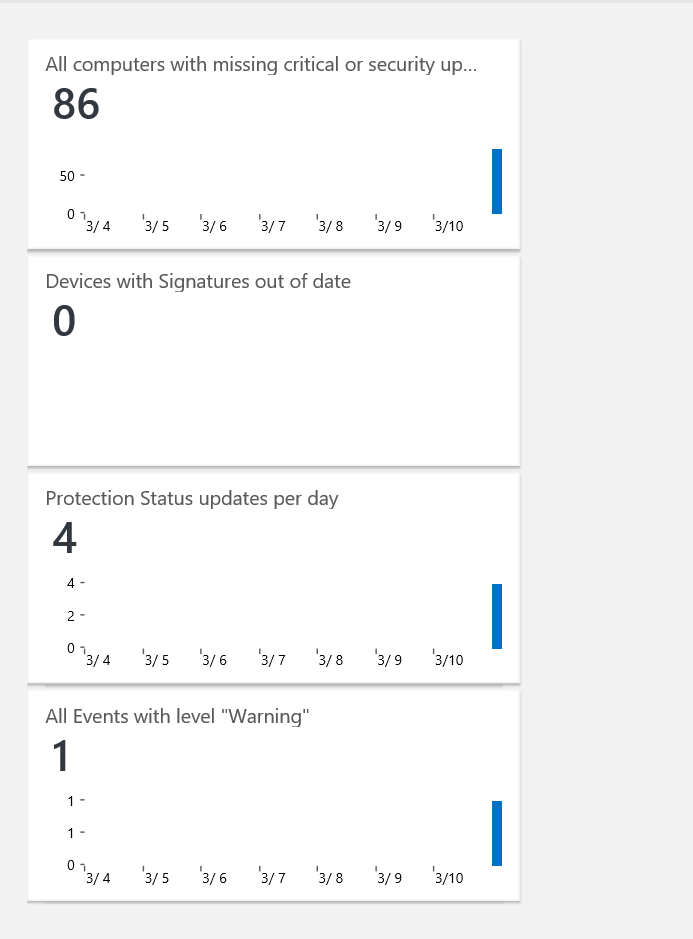 All computers with missing critical or security up...
86
50
0
3/ 4 3/ 5 3/ 6 3/ 7 3/ 8 3/ 9 3/10
Devices with Signatures out of date
0
Protection Status updates per day
4
4
2
0
3/ 4 3/ 5 3/ 6 3/ 7 3/ 8 3/ 9 3/10
All Events with level "Warning"
1
1
1
0
3/ 4 3/ 5 3/ 6 3/ 7 3/ 8 3/ 9 3/10